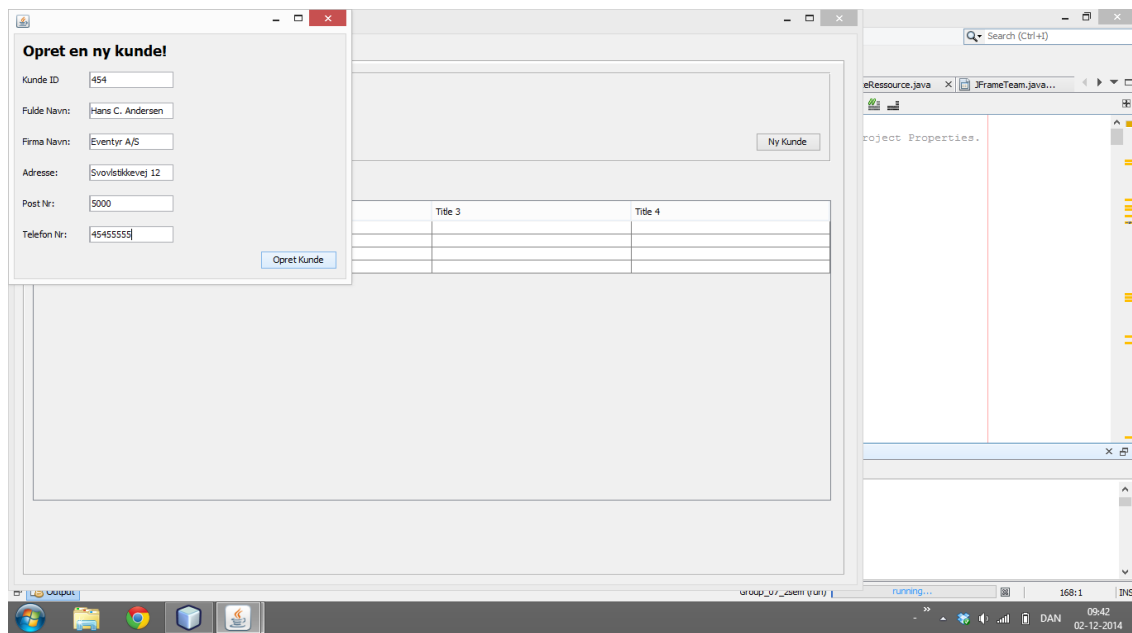 Opret en ny kunde!
Kunde ID 454
Fulde Navn: Hans C. Andersen
Firma Navn: Eventyr A/S
Adresse: Svovlstikkevej 12
Post Nr: 5000
Telefon Nr: 45455555
Opret Kunde
Ny Kunde
Title 3 Title 4
Search (Ctrl+I)
eRessource.java JFrameTeam.java...
roject Properties.
Output
Group_07_2sem (run)
running...
168:1 INS
DAN
09:42
02-12-2014